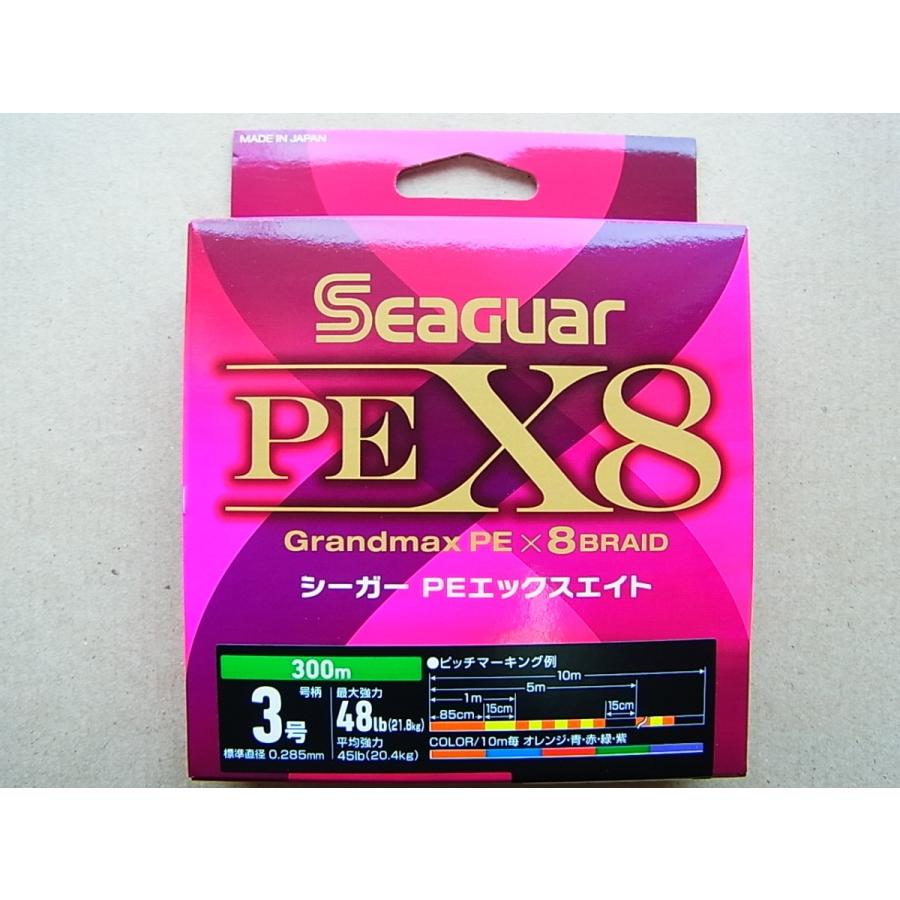 MADE IN JAPAN
SEAGUAR
PE X8
Grandmax PE × 8 BRAID
シーガー PEエックスエイト
300m
3号
号柄
標準直径 0.285mm
最大強力
48lb(21.8kg)
平均強力
45lb(20.4kg)
●ピッチマーキング例
10m
5m
1m
85cm
15cm
15cm
COLOR/10m毎 オレンジ・青・赤・緑・紫